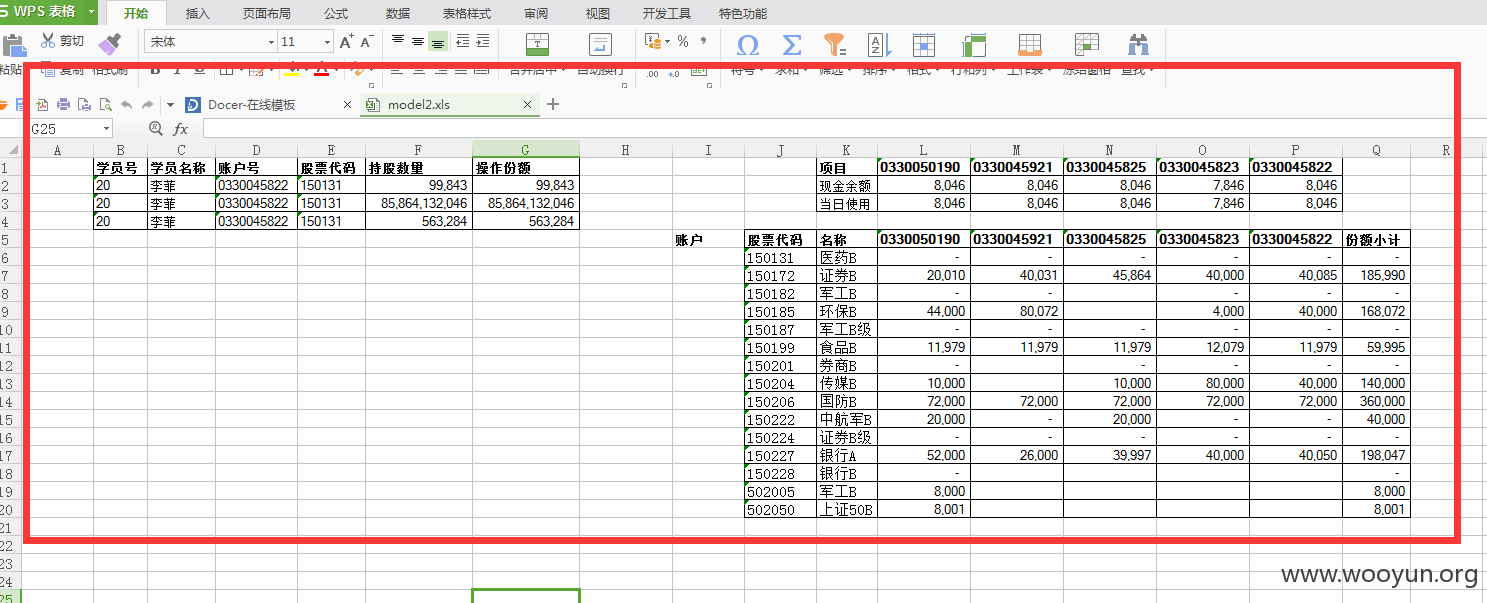 S WPS 表格 开始 插入 页面布局 公式 数据 表格样式 审阅 视图 开发工具 特色功能
剪切 宋体 11 A+ A- T % Ω Σ
粘贴 复制 格式刷 B I U A 合并居中 自动换行 .00 符号 求和 筛选 排序 格式 行和列 工作表 冻结窗格 查找
Docer-在线模板 × model2.xls × +
G25 fx
A B C D E F G H I J K L M N O P Q R
1 学员号 学员名称 账户号 股票代码 持股数量 操作份额 项目 0330050190 0330045921 0330045825 0330045823 0330045822
2 20 李菲 0330045822 150131 99,843 99,843 现金余额 8,046 8,046 8,046 7,846 8,046
3 20 李菲 0330045822 150131 85,864,132,046 85,864,132,046 当日使用 8,046 8,046 8,046 7,846 8,046
4 20 李菲 0330045822 150131 563,284 563,284
5 账户 股票代码 名称 0330050190 0330045921 0330045825 0330045823 0330045822 份额小计
6 150131 医药B - - - - - -
7 150172 证券B 20,010 40,031 45,864 40,000 40,085 185,990
8 150182 军工B - - - - -
9 150185 环保B 44,000 80,072 4,000 40,000 168,072
10 150187 军工B级 - - - - - -
11 150199 食品B 11,979 11,979 11,979 12,079 11,979 59,995
12 150201 券商B - - - - -
13 150204 传媒B 10,000 10,000 80,000 40,000 140,000
14 150206 国防B 72,000 72,000 72,000 72,000 72,000 360,000
15 150222 中航军B 20,000 - 20,000 - - 40,000
16 150224 证券B级 - - - - - -
17 150227 银行A 52,000 26,000 39,997 40,000 40,050 198,047
18 150228 银行B - -
19 502005 军工B 8,000 8,000
20 502050 上证50B 8,001 8,001
21
22
23
24
25
www.wooyun.org